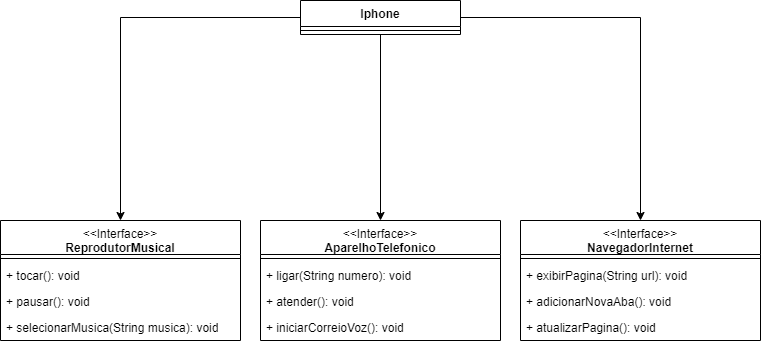 Iphone
<<Interface>>
ReprodutorMusical
+ tocar(): void
+ pausar(): void
+ selecionarMusica(String musica): void
<<Interface>>
AparelhoTelefonico
+ ligar(String numero): void
+ atender(): void
+ iniciarCorreioVoz(): void
<<Interface>>
NavegadorInternet
+ exibirPagina(String url): void
+ adicionarNovaAba(): void
+ atualizarPagina(): void